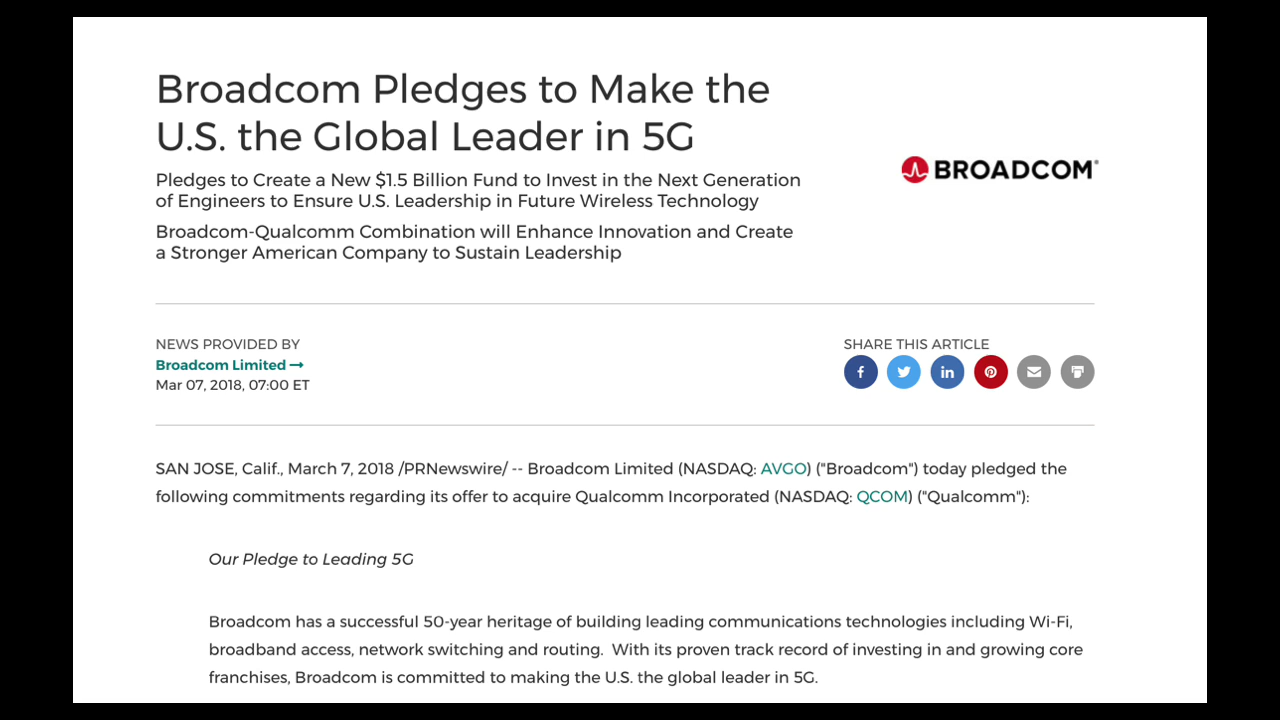 Broadcom Pledges to Make the
U.S. the Global Leader in 5G
Pledges to Create a New $1.5 Billion Fund to Invest in the Next Generation
of Engineers to Ensure U.S. Leadership in Future Wireless Technology
Broadcom-Qualcomm Combination will Enhance Innovation and Create
a Stronger American Company to Sustain Leadership
BROADCOM®
NEWS PROVIDED BY
Broadcom Limited →
Mar 07, 2018, 07:00 ET
SHARE THIS ARTICLE
SAN JOSE, Calif., March 7, 2018 /PRNewswire/ -- Broadcom Limited (NASDAQ: AVGO) ("Broadcom") today pledged the
following commitments regarding its offer to acquire Qualcomm Incorporated (NASDAQ: QCOM) ("Qualcomm"):
Our Pledge to Leading 5G
Broadcom has a successful 50-year heritage of building leading communications technologies including Wi-Fi,
broadband access, network switching and routing.  With its proven track record of investing in and growing core
franchises, Broadcom is committed to making the U.S. the global leader in 5G.